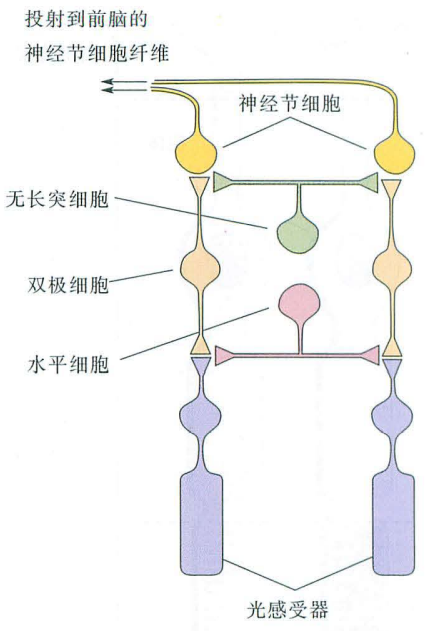 投射到前脑的
神经节细胞纤维
神经节细胞
无长突细胞
双极细胞
水平细胞
光感受器